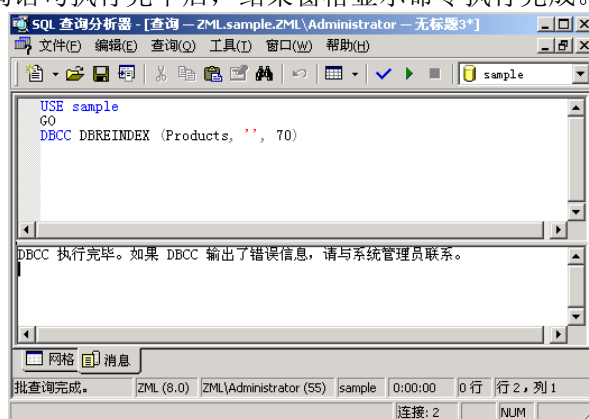 SQL 查询分析器 - [查询 — ZML.sample.ZML\Administrator — 无标题3*]
文件(F) 编辑(E) 查询(Q) 工具(T) 窗口(W) 帮助(H)
sample
USE sample
GO
DBCC DBREINDEX (Products, '', 70)
DBCC 执行完毕。如果 DBCC 输出了错误信息，请与系统管理员联系。
网格 消息
批查询完成。 ZML (8.0) ZML\Administrator (55) sample 0:00:00 0 行 行 2，列 1
连接: 2 NUM